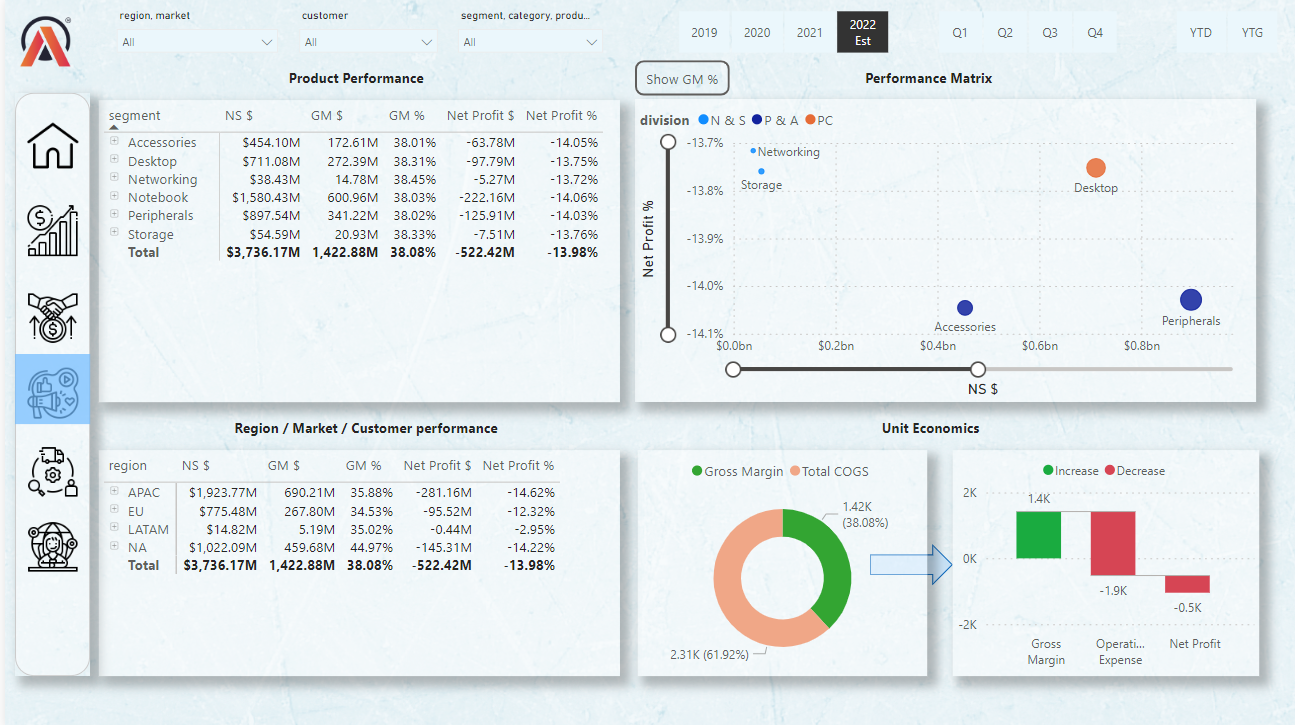 region, market
customer
segment, category, produ...
All
All
All
2019
2020
2021
2022
Est
Q1
Q2
Q3
Q4
YTD
YTG
Product Performance
segment NS $ GM $ GM % Net Profit $ Net Profit %
Accessories $454.10M 172.61M 38.01% -63.78M -14.05%
Desktop $711.08M 272.39M 38.31% -97.79M -13.75%
Networking $38.43M 14.78M 38.45% -5.27M -13.72%
Notebook $1,580.43M 600.96M 38.03% -222.16M -14.06%
Peripherals $897.54M 341.22M 38.02% -125.91M -14.03%
Storage $54.59M 20.93M 38.33% -7.51M -13.76%
Total $3,736.17M 1,422.88M 38.08% -522.42M -13.98%
Show GM %
Performance Matrix
division N & S P & A PC
Net Profit %
-13.7%
-13.8%
-13.9%
-14.0%
-14.1%
Networking
Storage
Desktop
Accessories
Peripherals
$0.0bn $0.2bn $0.4bn $0.6bn $0.8bn
NS $
Region / Market / Customer performance
region NS $ GM $ GM % Net Profit $ Net Profit %
APAC $1,923.77M 690.21M 35.88% -281.16M -14.62%
EU $775.48M 267.80M 34.53% -95.52M -12.32%
LATAM $14.82M 5.19M 35.02% -0.44M -2.95%
NA $1,022.09M 459.68M 44.97% -145.31M -14.22%
Total $3,736.17M 1,422.88M 38.08% -522.42M -13.98%
Unit Economics
Gross Margin Total COGS
1.42K
(38.08%)
2.31K (61.92%)
Increase Decrease
2K
0K
-2K
1.4K
-1.9K
-0.5K
Gross
Margin
Operati...
Expense
Net Profit